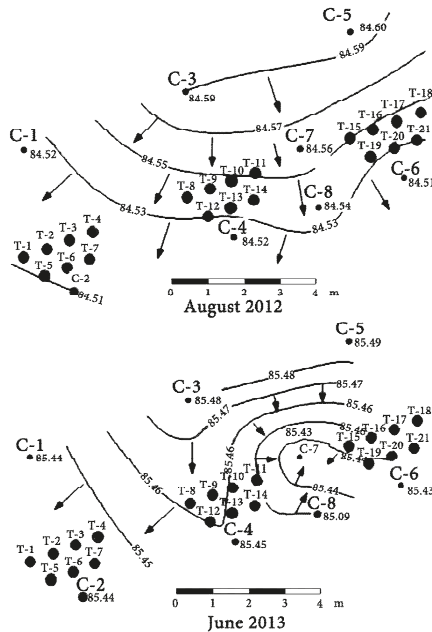 C-5
84.60
84.59
C-3
84.59
T-18
T-17
T-16
C-1
84.57
C-7
T-15
84.52
84.56
T-21
T-20
T-11
T-19
84.55
T-10
C-6
T-9
84.51
T-8
T-14
C-8
84.53
T-13
84.54
T-12
84.53
T-4
C-4
T-3
84.52
T-2
T-1
T-7
T-6
T-5
C-2
84.51
0 1 2 3 4
m
August 2012
C-5
85.49
85.48
C-3
85.47
85.48
85.47
85.46
T-18
T-17
85.46
T-16
C-1
85.43
T-15
T-21
85.44
85.46
85.46
C-7
T-20
T-11
T-19
T-10
C-6
T-9
85.44
85.43
T-8
T-14
C-8
T-13
85.09
T-12
T-4
C-4
T-3
85.45
85.45
T-2
T-1
T-7
T-6
T-5
C-2
85.44
0 1 2 3 4
m
June 2013